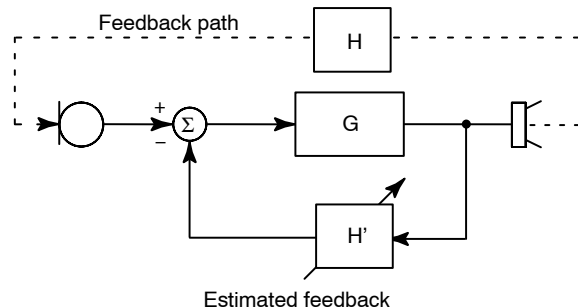 Feedback path
H
+
Σ
−
G
H'
Estimated feedback